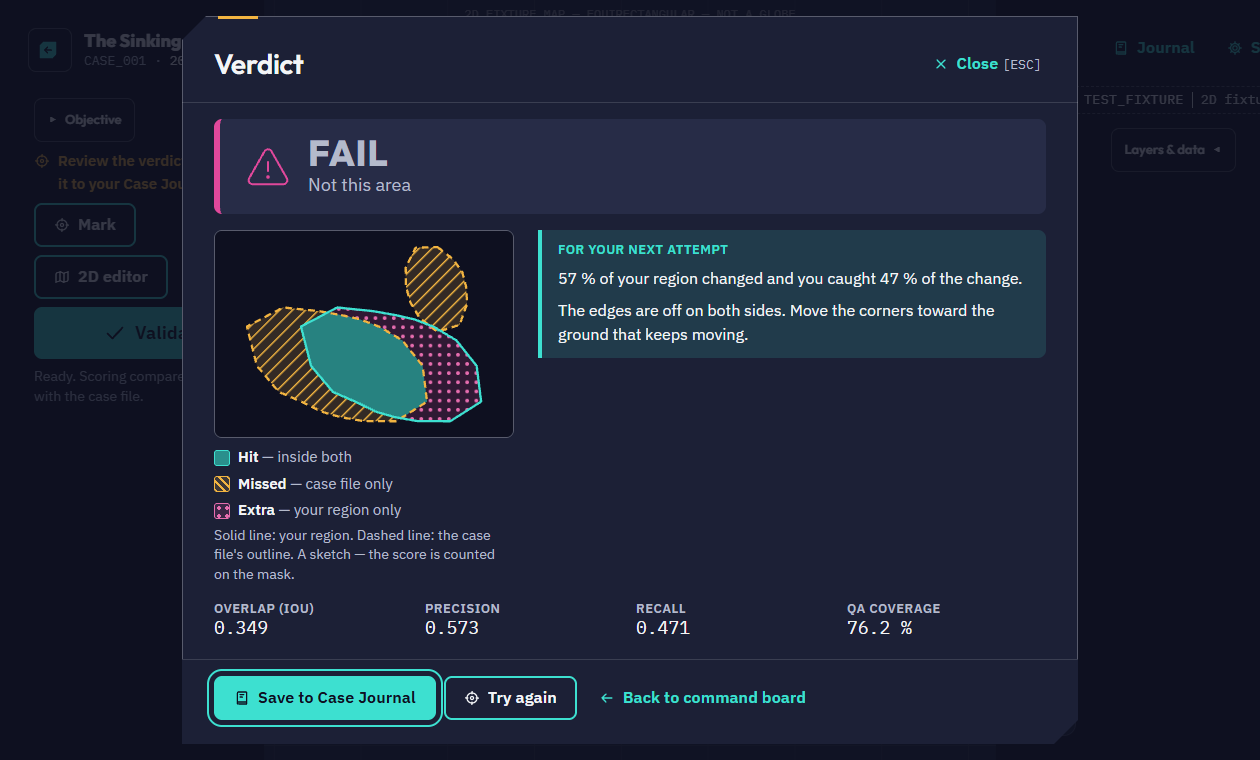 2D FIXTURE MAP — EQUIRECTANGULAR — NOT A GLOBE
The Sinking
CASE_001 · 20
Journal
S
TEST_FIXTURE | 2D fixtu
Objective
Layers & data
Review the verdic
it to your Case Jou
Mark
2D editor
Valida
Ready. Scoring compare
with the case file.
Verdict
Close [ESC]
FAIL
Not this area
FOR YOUR NEXT ATTEMPT
57 % of your region changed and you caught 47 % of the change.
The edges are off on both sides. Move the corners toward the
ground that keeps moving.
Hit — inside both
Missed — case file only
Extra — your region only
Solid line: your region. Dashed line: the case
file's outline. A sketch — the score is counted
on the mask.
OVERLAP (IOU) PRECISION RECALL QA COVERAGE
0.349 0.573 0.471 76.2 %
Save to Case Journal Try again Back to command board